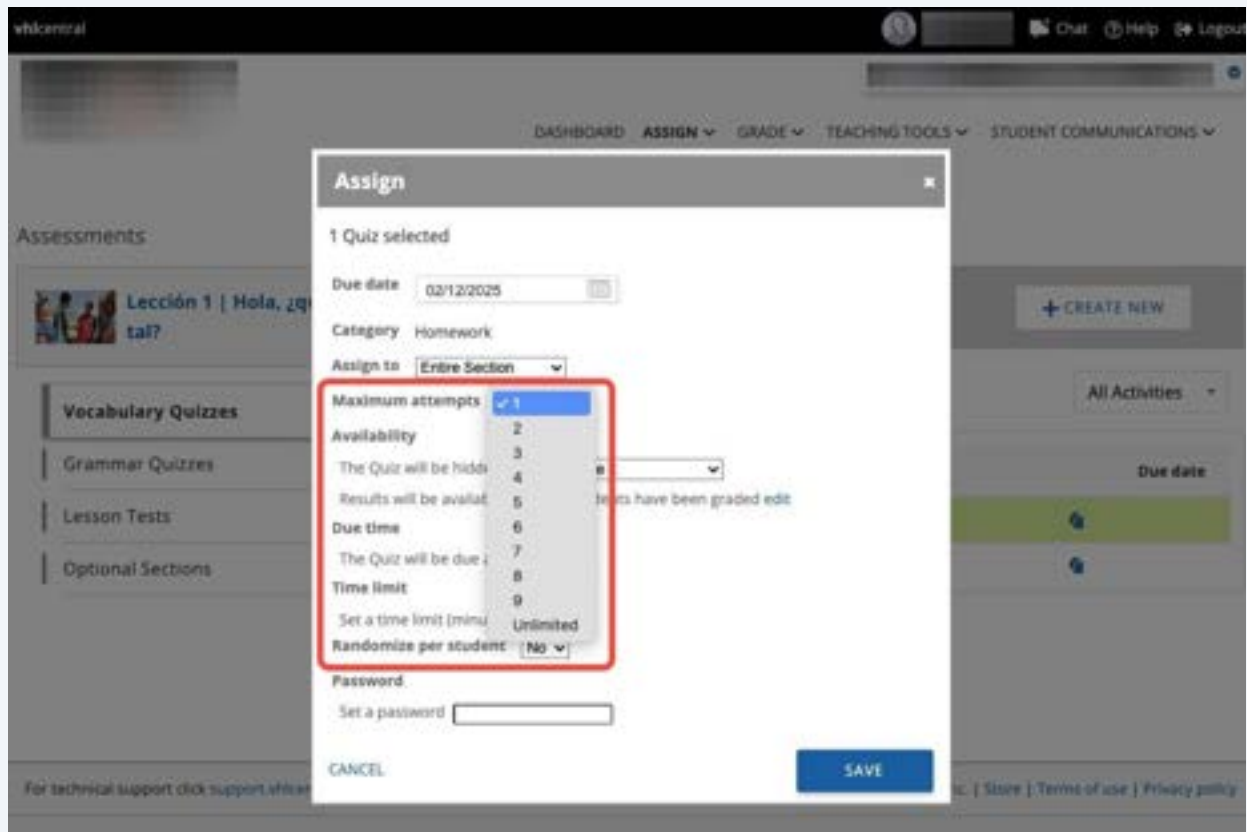 vhlcentral
Chat Help Logout
DASHBOARD ASSIGN GRADE TEACHING TOOLS STUDENT COMMUNICATIONS
Assign
Assessments
1 Quiz selected
Due date 02/12/2025
Lección 1 | Hola, ¿qu
tal?
+ CREATE NEW
Category Homework
Assign to Entire Section
Maximum attempts ✓ 1
2
3
4
5
6
7
8
9
Unlimited
All Activities
Vocabulary Quizzes
Grammar Quizzes
Lesson Tests
Optional Sections
Availability
The Quiz will be hidde
Results will be availab
have been graded edit
Due time
The Quiz will be due
Time limit
Set a time limit (minu
Randomize per student No
Due date
Password
Set a password
CANCEL
SAVE
For technical support click support.vhlcen
| Store | Terms of use | Privacy policy